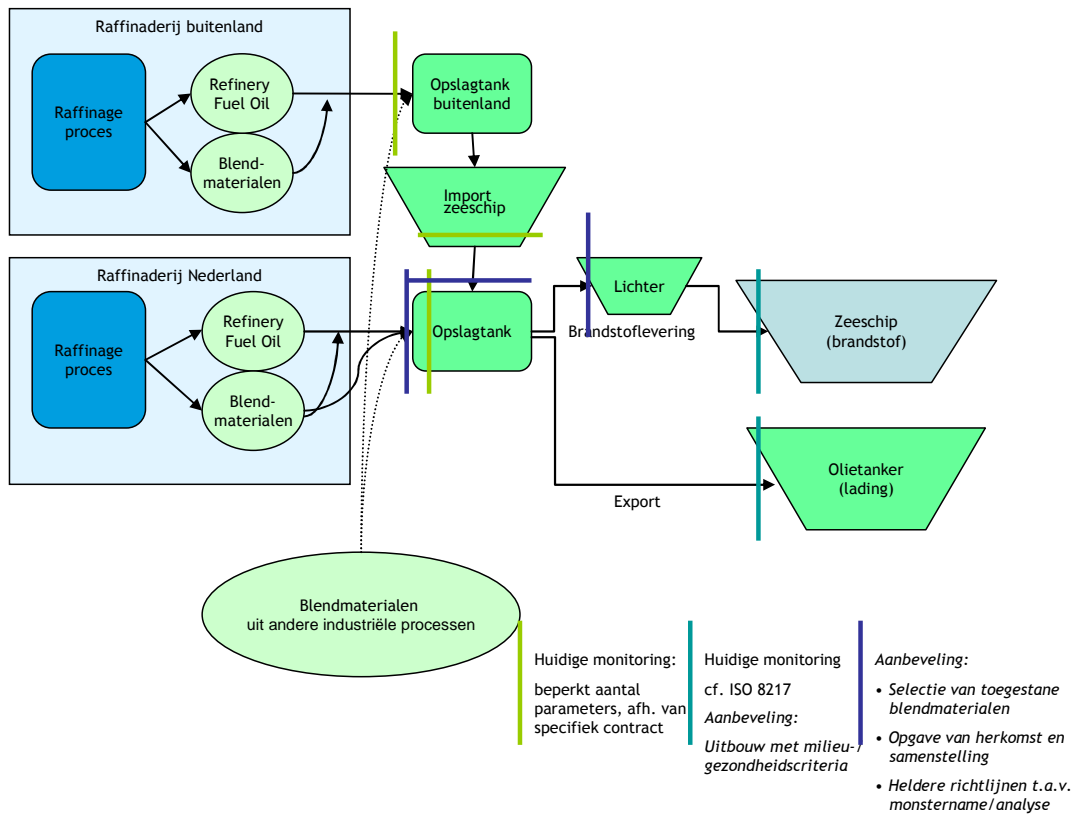 Raffinaderij buitenland
Raffinage
proces
Refinery
Fuel Oil
Blend-
materialen
Opslagtank
buitenland
Import
zeeschip
Raffinaderij Nederland
Raffinage
proces
Refinery
Fuel Oil
Blend-
materialen
Opslagtank
Lichter
Brandstoflevering
Zeeschip
(brandstof)
Olietanker
(lading)
Export
Blendmaterialen
uit andere industriële processen
Huidige monitoring:
beperkt aantal
parameters, afh. van
specifiek contract
Huidige monitoring
cf. ISO 8217
Aanbeveling:
Uitbouw met milieu-/
gezondheidscriteria
Aanbeveling:
• Selectie van toegestane
blendmaterialen
• Opgave van herkomst en
samenstelling
• Heldere richtlijnen t.a.v.
monstername/analyse